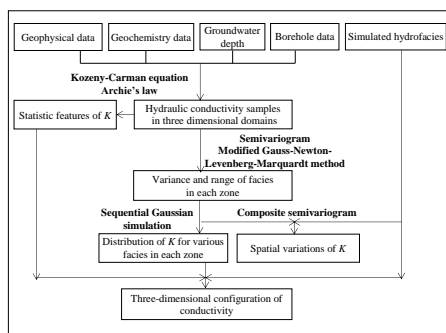 Geophysical data
Geochemistry data
Groundwater
depth
Borehole data
Simulated hydrofacies
Kozeny-Carman equation
Archie's law
Statistic features of K
Hydraulic conductivity samples
in three dimensional domains
Semivariogram
Modified Gauss-Newton-
Levenberg-Marquardt method
Variance and range of facies
in each zone
Sequential Gaussian
simulation
Composite semivariogram
Distribution of K for various
facies in each zone
Spatial variations of K
Three-dimensional configuration of
conductivity